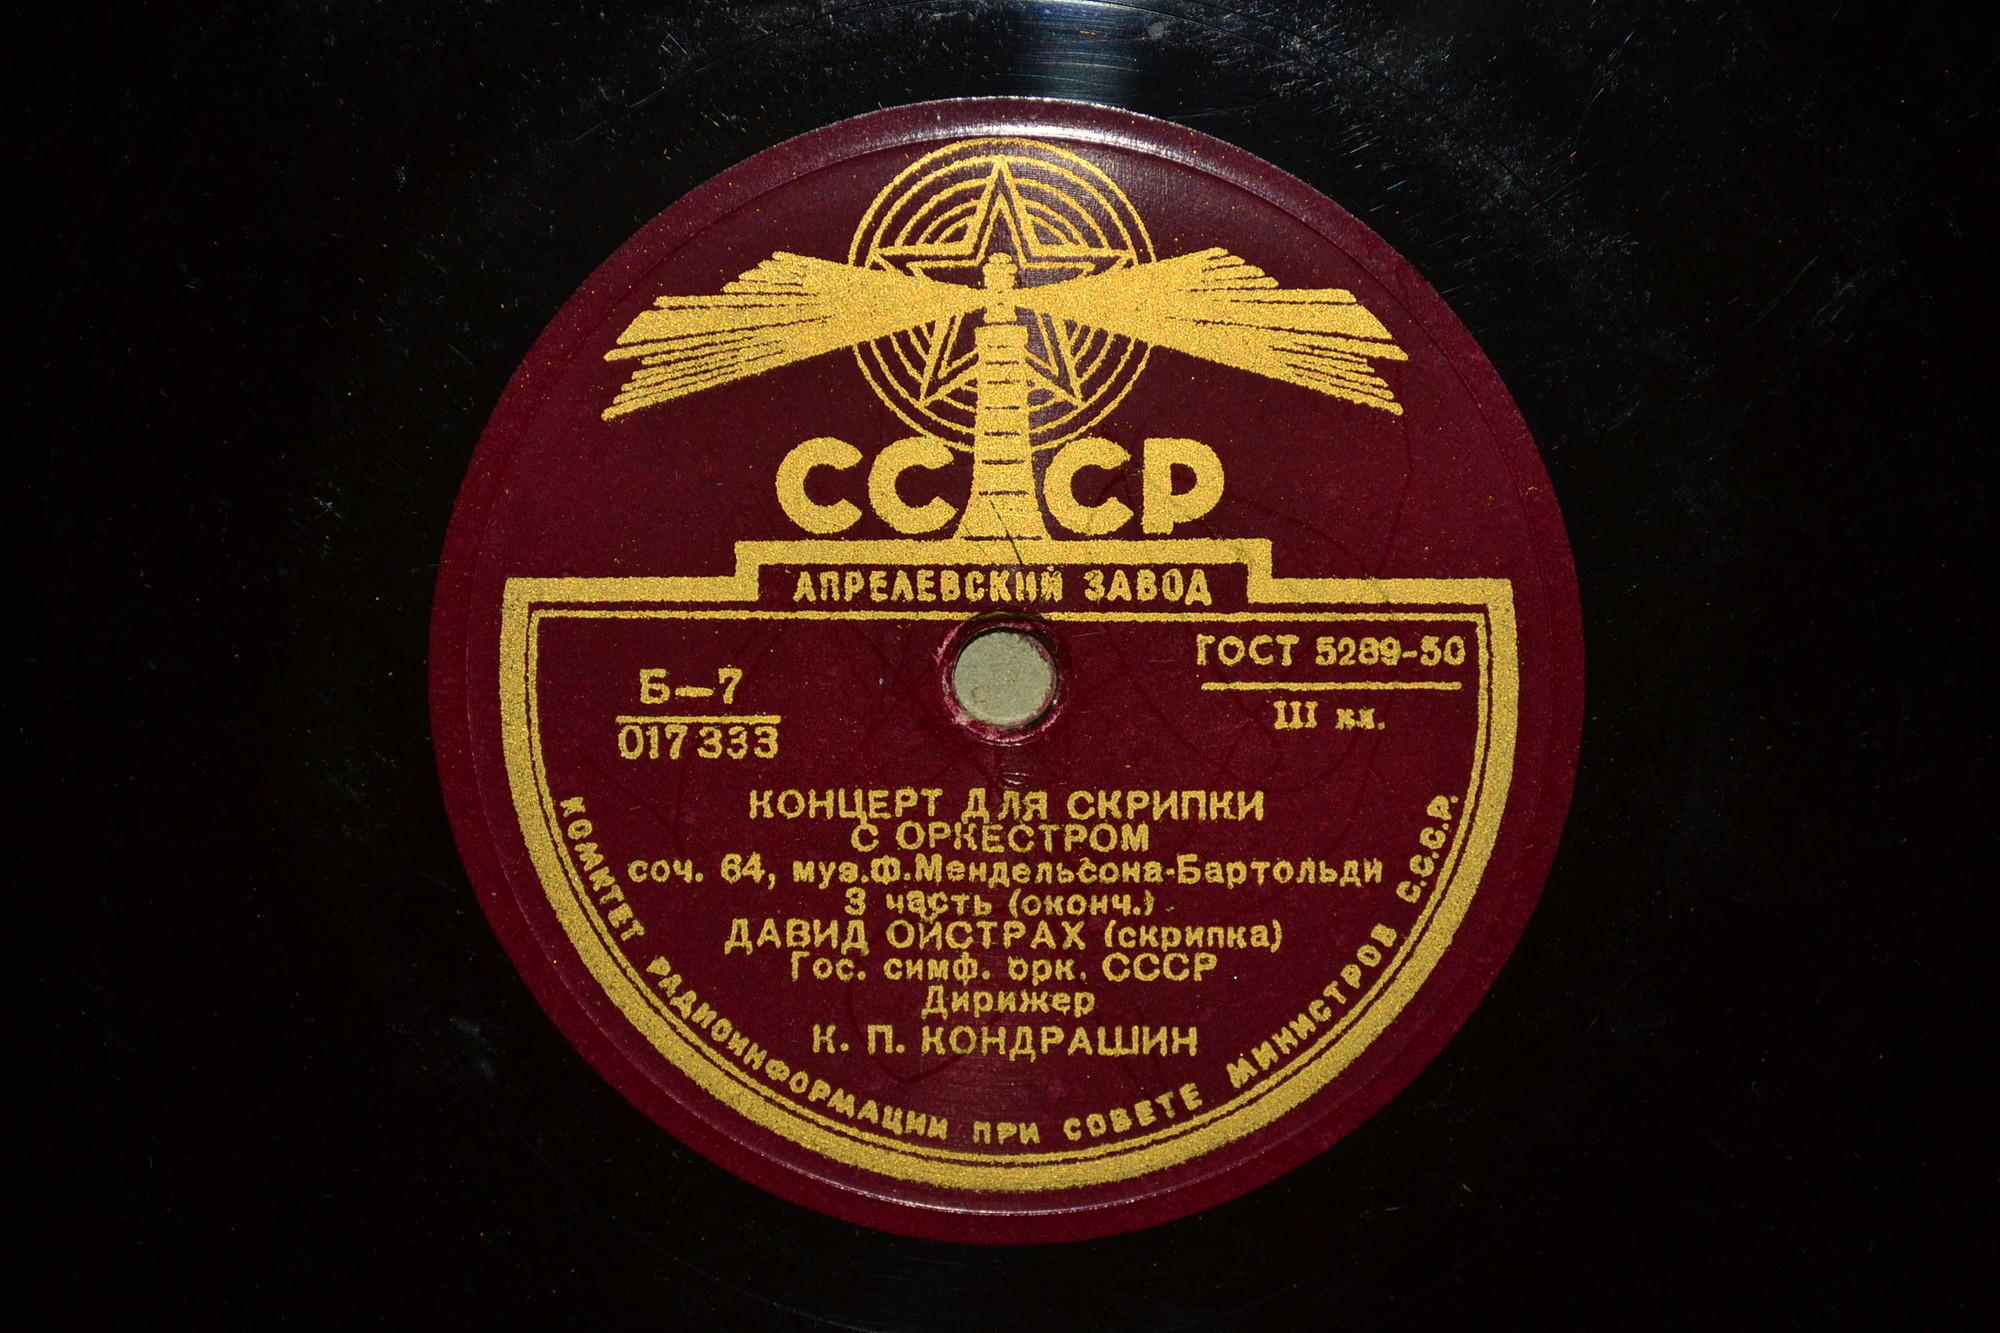 СССР
АПРЕЛЕВСКИЙ ЗАВОД
ГОСТ 5289-50
III кл.
Б—7
017333
КОНЦЕРТ ДЛЯ СКРИПКИ
С ОРКЕСТРОМ
соч. 64, муз.Ф.Мендельсона-Бартольди
3 часть (оконч.)
ДАВИД ОЙСТРАХ (скрипка)
Гос. симф. орк. СССР
Дирижер
К. П. КОНДРАШИН
КОМИТЕТ РАДИОИНФОРМАЦИИ ПРИ СОВЕТЕ МИНИСТРОВ С.С.С.Р.